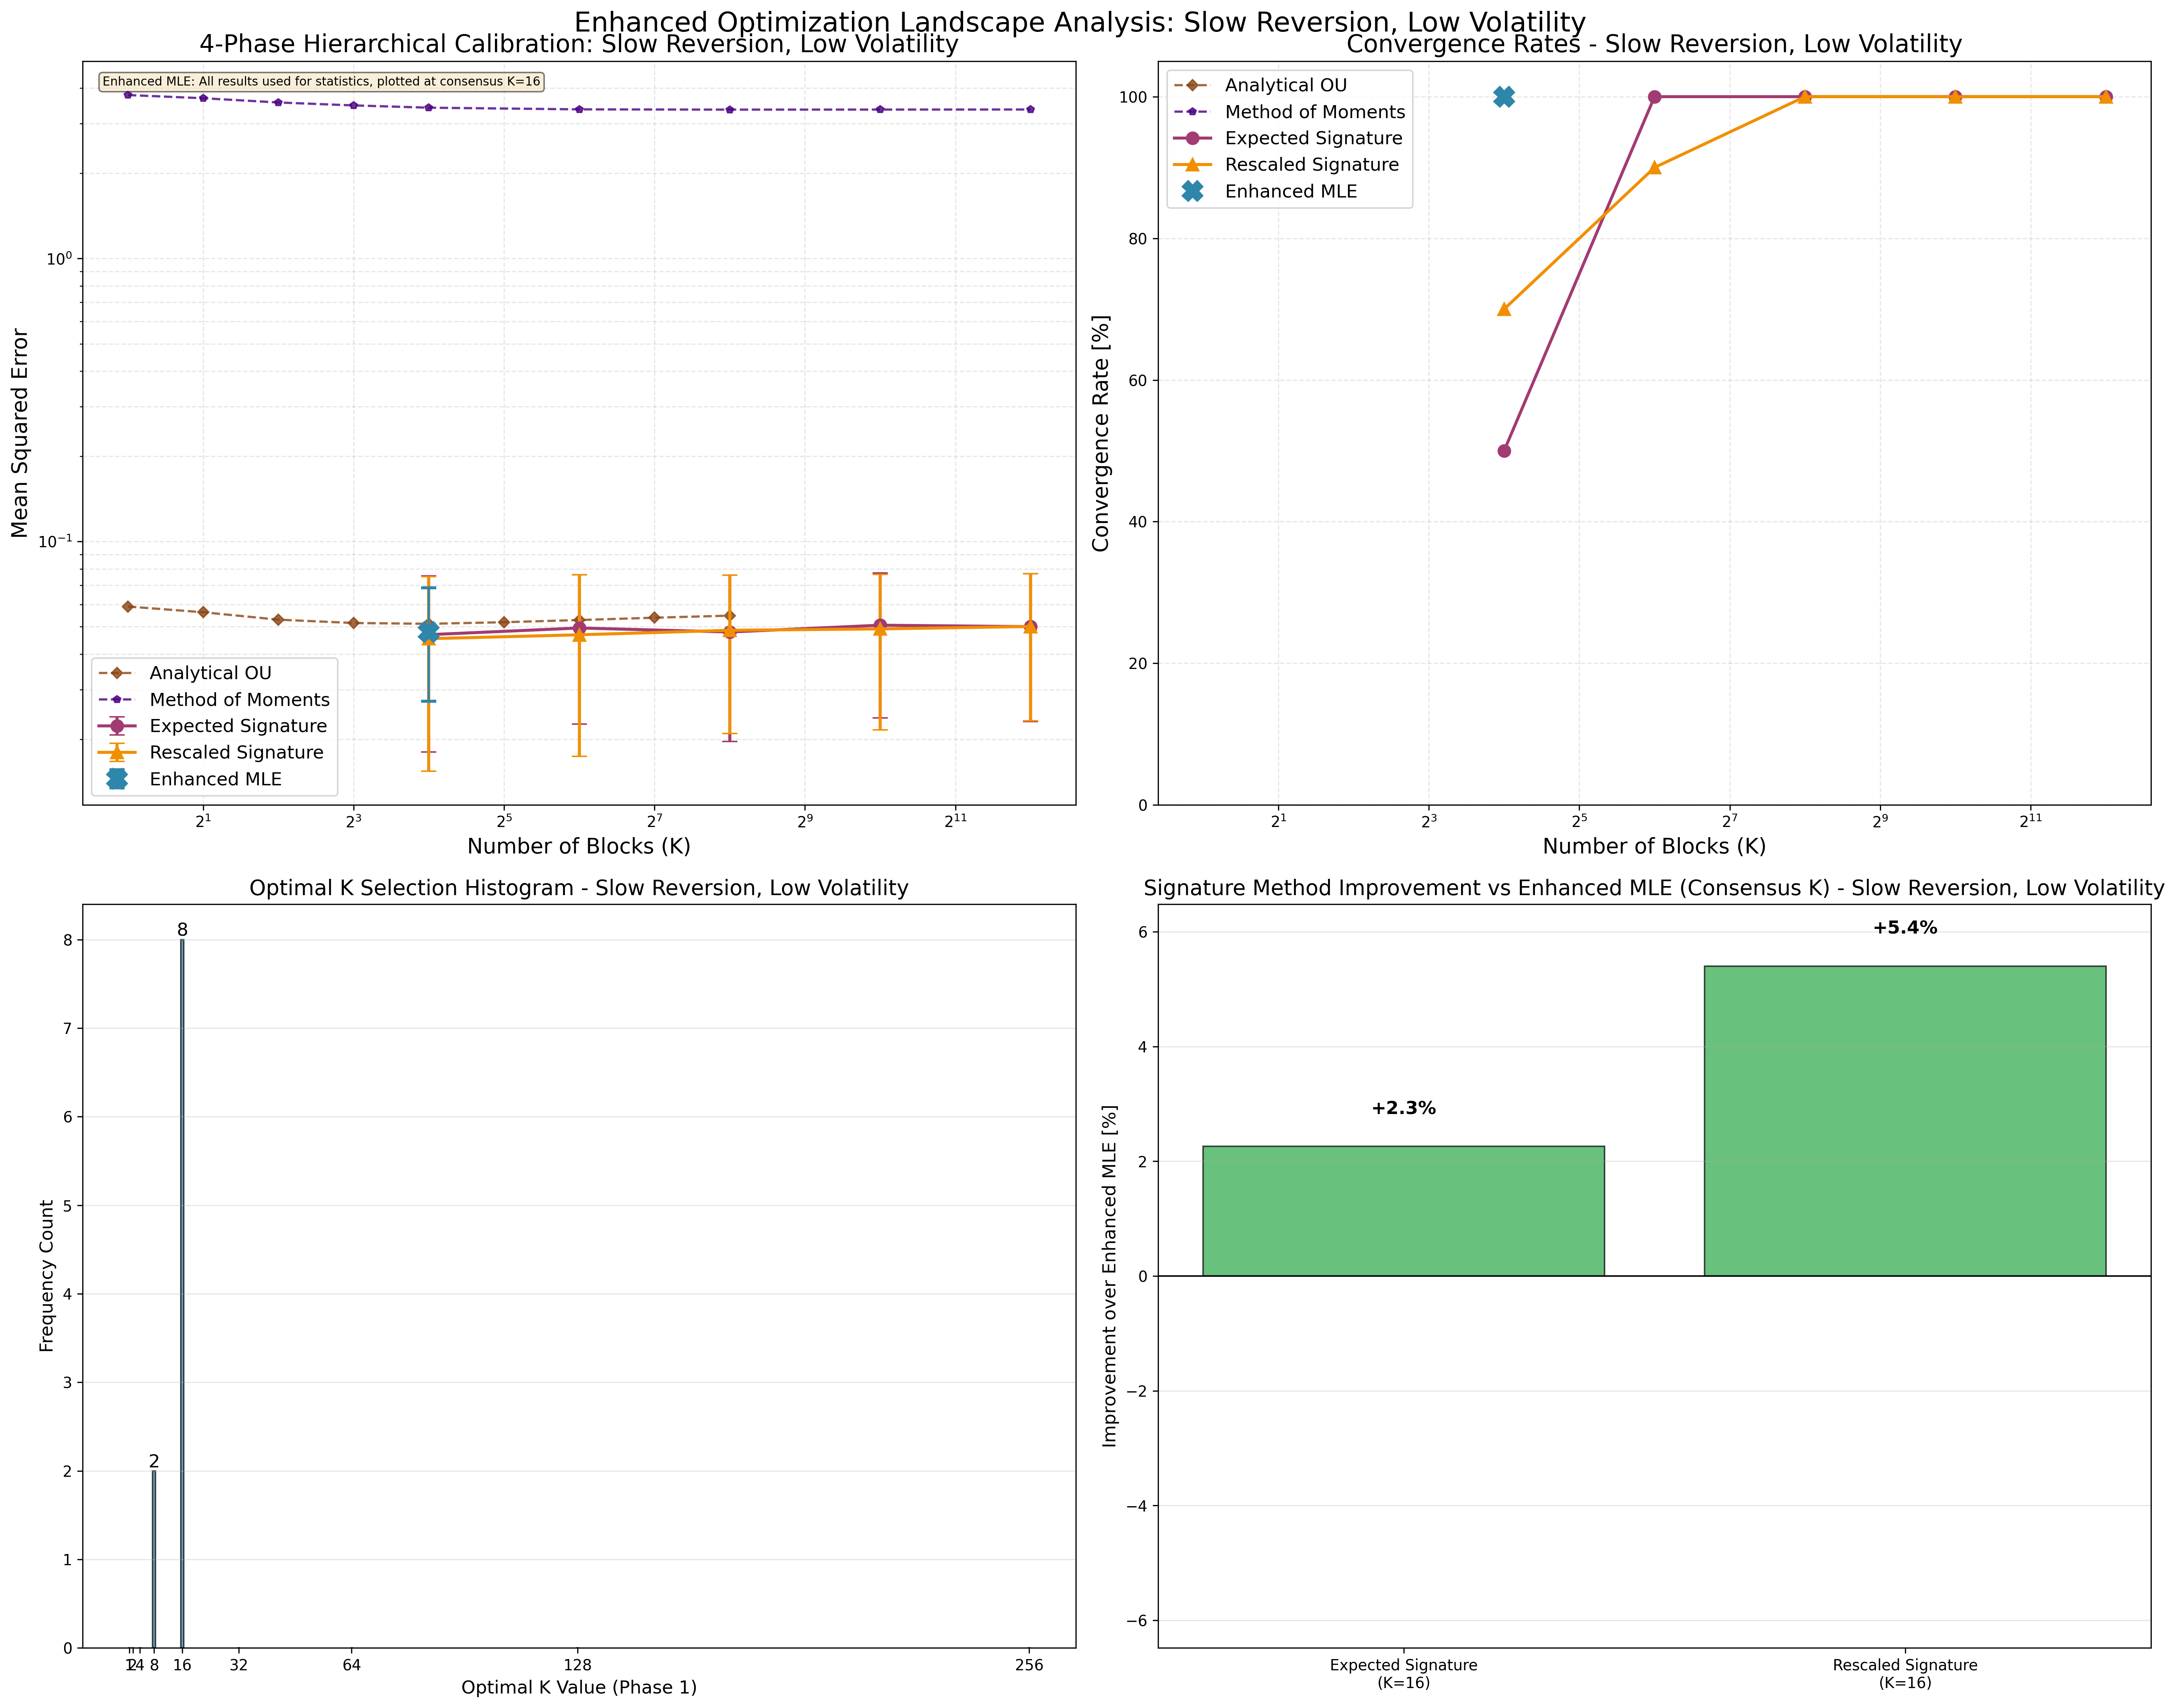 Enhanced Optimization Landscape Analysis: Slow Reversion, Low Volatility
4-Phase Hierarchical Calibration: Slow Reversion, Low Volatility
Enhanced MLE: All results used for statistics, plotted at consensus K=16
Mean Squared Error
10⁰
10⁻¹
Analytical OU
Method of Moments
Expected Signature
Rescaled Signature
Enhanced MLE
2¹ 2³ 2⁵ 2⁷ 2⁹ 2¹¹
Number of Blocks (K)
Convergence Rates - Slow Reversion, Low Volatility
Analytical OU
Method of Moments
Expected Signature
Rescaled Signature
Enhanced MLE
Convergence Rate [%]
100
80
60
40
20
0
2¹ 2³ 2⁵ 2⁷ 2⁹ 2¹¹
Number of Blocks (K)
Optimal K Selection Histogram - Slow Reversion, Low Volatility
Frequency Count
8
7
6
5
4
3
2
1
0
8
2
1 2 4 8 16 32 64 128 256
Optimal K Value (Phase 1)
Signature Method Improvement vs Enhanced MLE (Consensus K) - Slow Reversion, Low Volatility
Improvement over Enhanced MLE [%]
6
4
2
0
−2
−4
−6
+2.3%
+5.4%
Expected Signature
(K=16)
Rescaled Signature
(K=16)